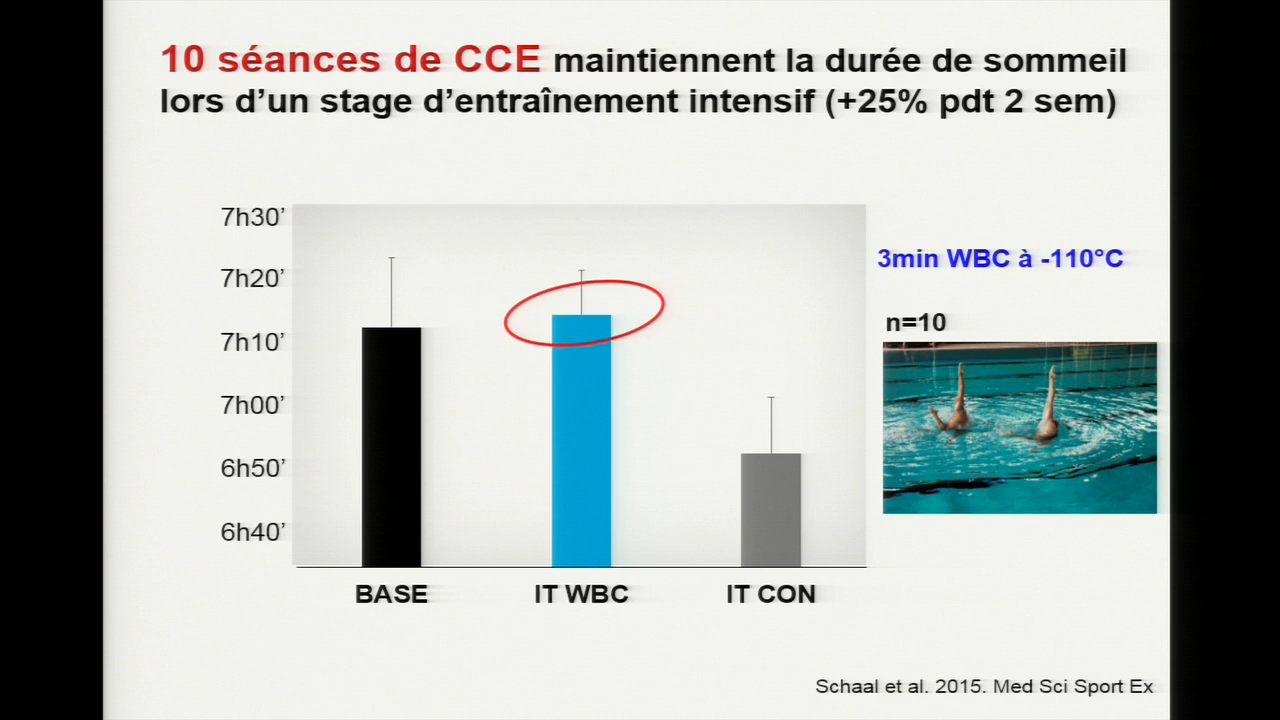 10 séances de CCE maintiennent la durée de sommeil
lors d’un stage d’entraînement intensif (+25% pdt 2 sem)
7h30’
7h20’
7h10’
7h00’
6h50’
6h40’
BASE
IT WBC
IT CON
3min WBC à -110°C
n=10
Schaal et al. 2015. Med Sci Sport Ex